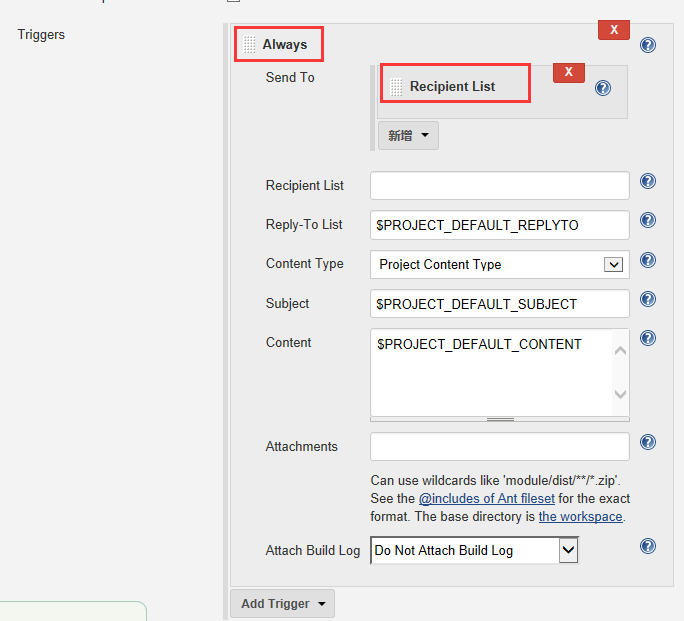 Triggers
Always
X
Send To
Recipient List
X
新增
Recipient List
Reply-To List
$PROJECT_DEFAULT_REPLYTO
Content Type
Project Content Type
Subject
$PROJECT_DEFAULT_SUBJECT
Content
$PROJECT_DEFAULT_CONTENT
Attachments
Can use wildcards like 'module/dist/**/*.zip'.
See the @includes of Ant fileset for the exact
format. The base directory is the workspace.
Attach Build Log
Do Not Attach Build Log
Add Trigger